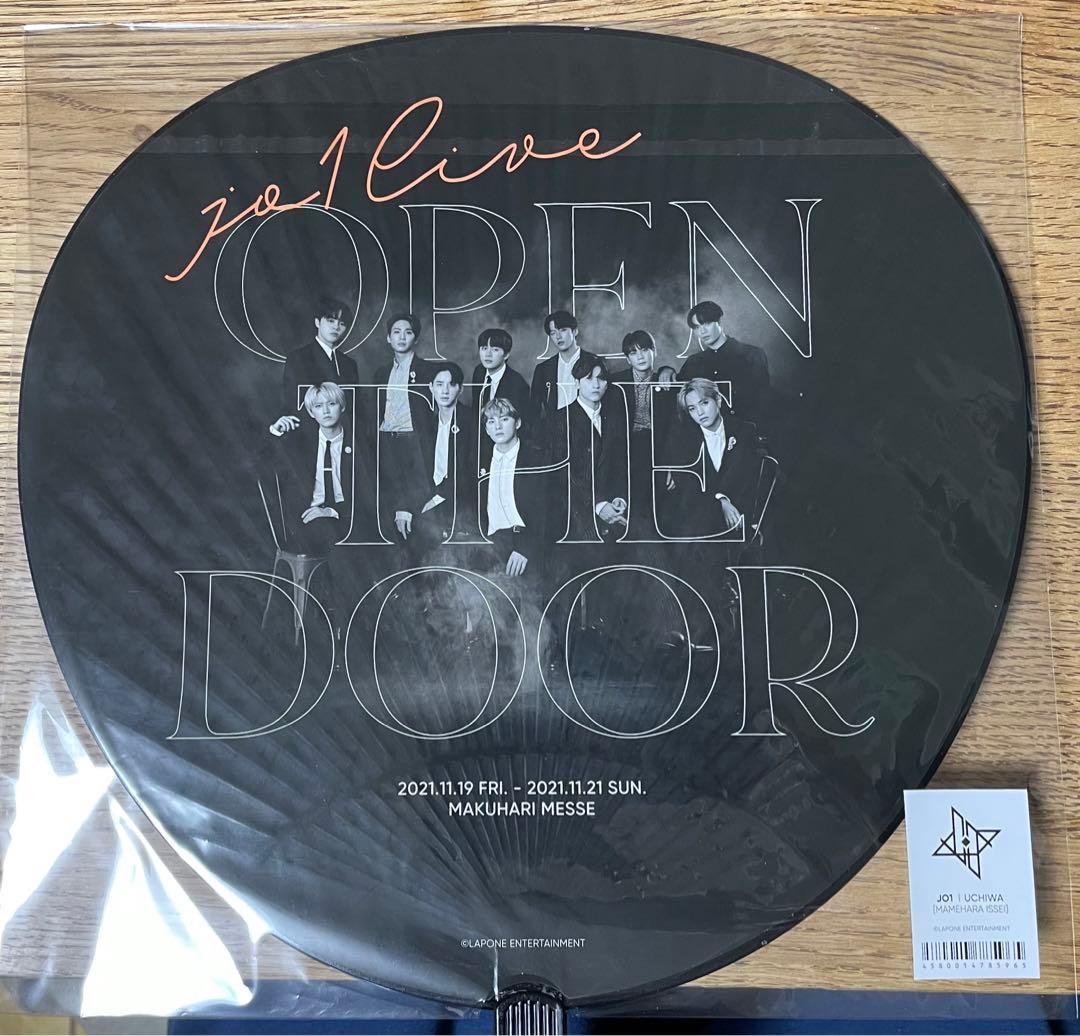 jo1 live
OPEN
THE
DOOR
2021.11.19 FRI. - 2021.11.21 SUN.
MAKUHARI MESSE
©LAPONE ENTERTAINMENT
JO1 | UCHIWA
[MAMEHARA ISSEI]
©LAPONE ENTERTAINMENT
4580014785965